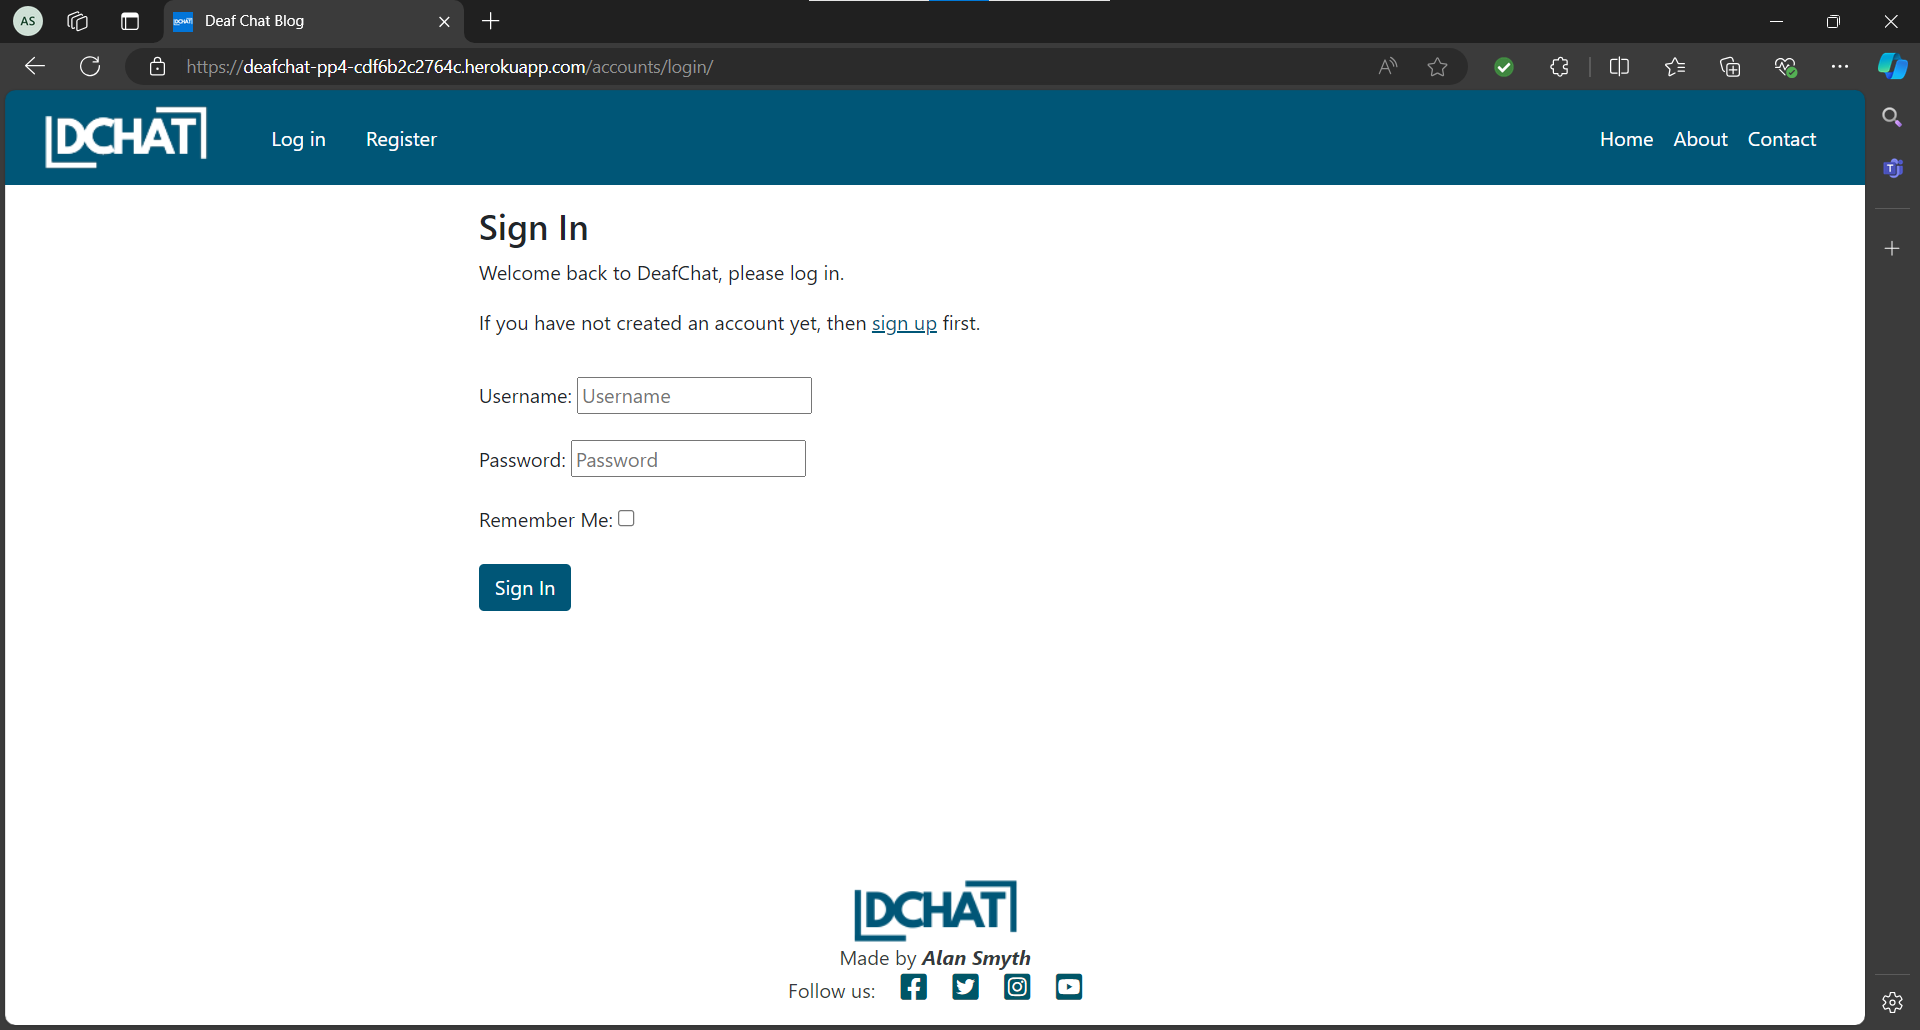 AS
Deaf Chat Blog
https://deafchat-pp4-cdf6b2c2764c.herokuapp.com/accounts/login/
DCHAT
Log in
Register
Home
About
Contact
Sign In
Welcome back to DeafChat, please log in.
If you have not created an account yet, then sign up first.
Username: Username
Password: Password
Remember Me:
Sign In
DCHAT
Made by Alan Smyth
Follow us: